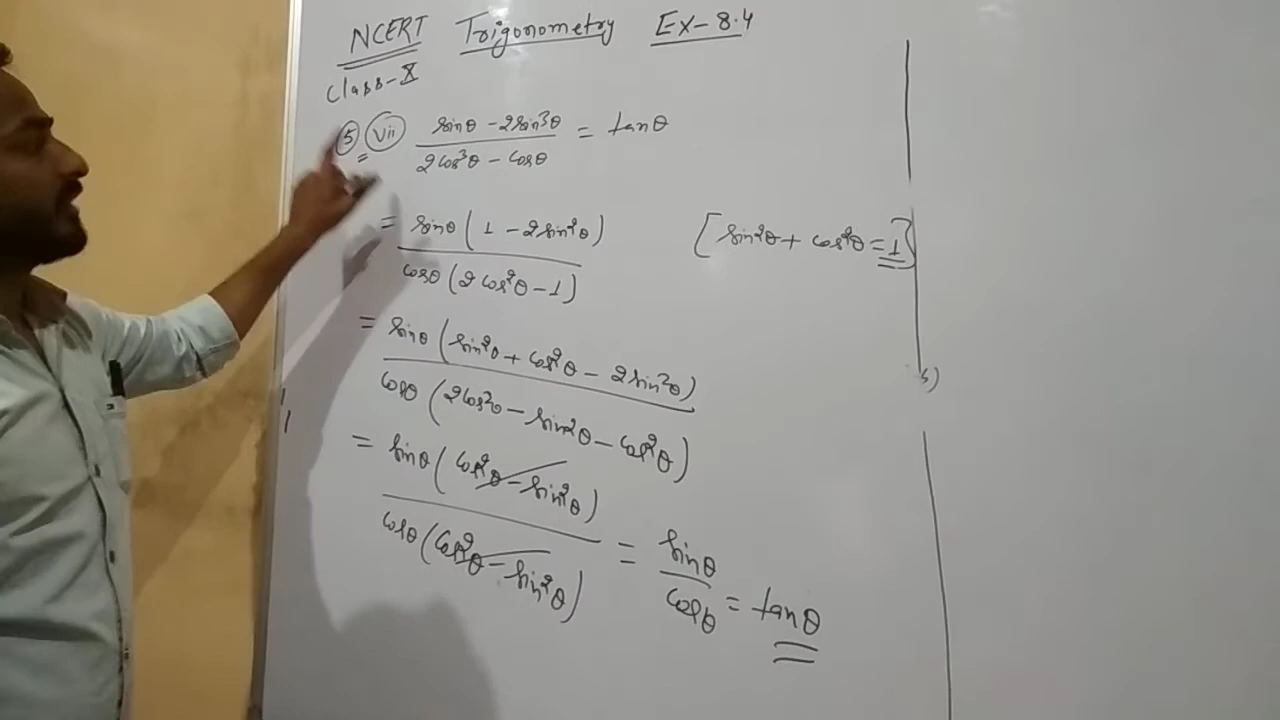 NCERT Trigonometry Ex-8.4
Class-X
5 vii (sinθ - 2sin³θ)/(2cos³θ - cosθ) = tanθ
= sinθ(1 - 2sin²θ)/cosθ(2cos²θ - 1) [sin²θ + cos²θ = 1]
= sinθ(sin²θ + cos²θ - 2sin²θ)/cosθ(2cos²θ - sin²θ - cos²θ)
= sinθ(cos²θ - sin²θ)/cosθ(cos²θ - sin²θ) = sinθ/cosθ = tanθ